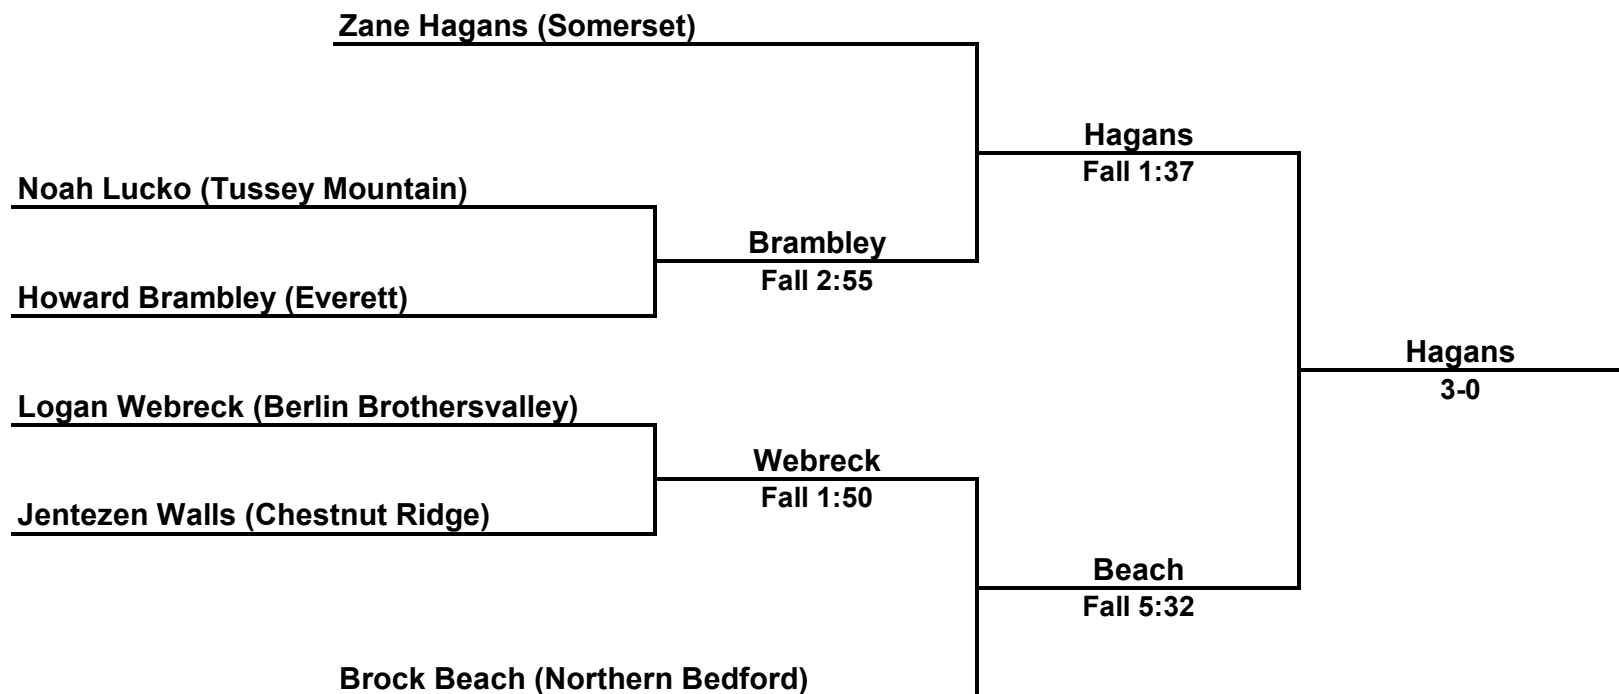 Zane Hagans (Somerset)
Hagans
Fall 1:37
Noah Lucko (Tussey Mountain)
Brambley
Fall 2:55
Howard Brambley (Everett)
Hagans
3-0
Logan Webreck (Berlin Brothersvalley)
Webreck
Fall 1:50
Jentezen Walls (Chestnut Ridge)
Beach
Fall 5:32
Brock Beach (Northern Bedford)